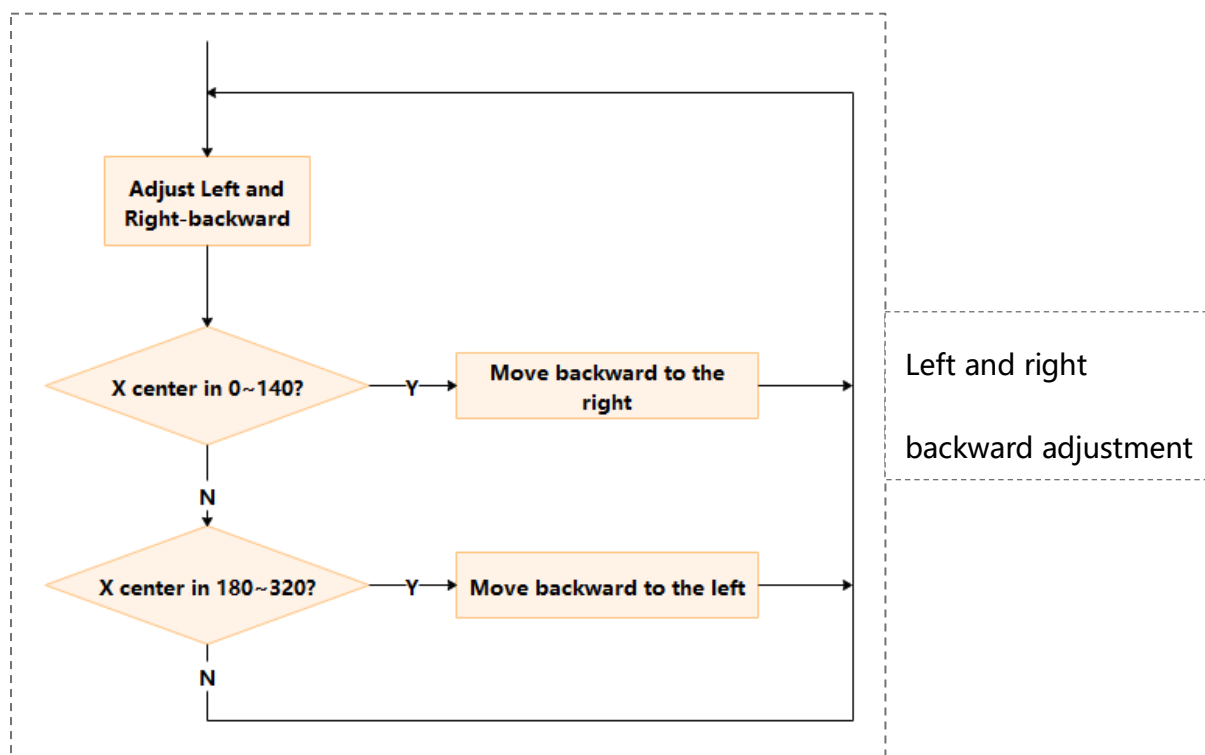 Adjust Left and
Right-backward
X center in 0~140?
Y
Move backward to the
right
Left and right
backward adjustment
N
X center in 180~320?
Y
Move backward to the left
N